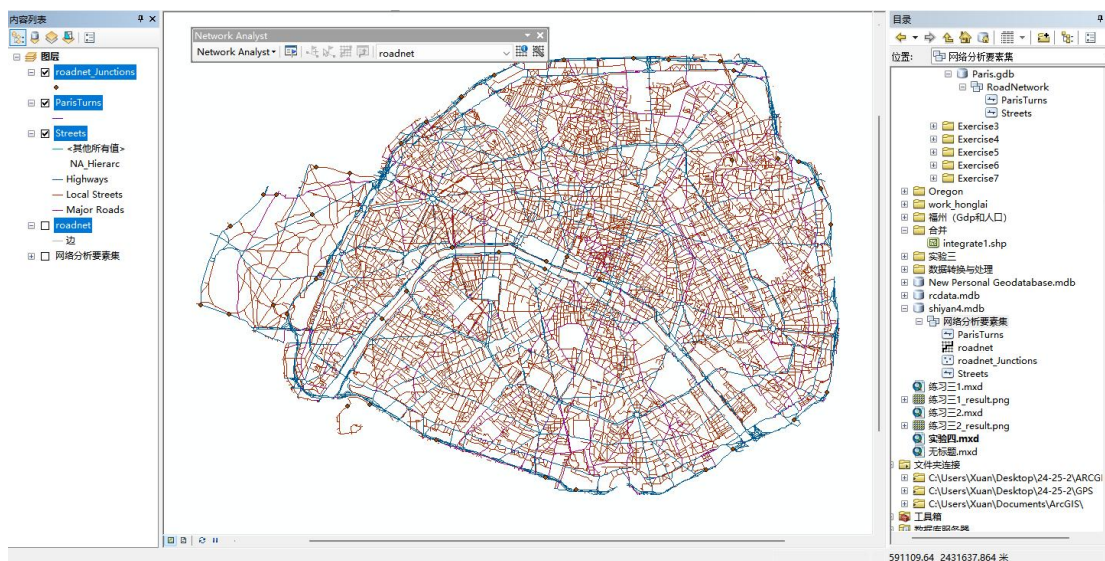 内容列表
图层
roadnet_Junctions
ParisTurns
Streets
<其他所有值>
NA_Hierarc
Highways
Local Streets
Major Roads
roadnet
边
网络分析要素集
Network Analyst
Network Analyst
roadnet
目录
位置: 网络分析要素集
Paris.gdb
RoadNetwork
ParisTurns
Streets
Exercise3
Exercise4
Exercise5
Exercise6
Exercise7
Oregon
work_honglai
福州（Gdp和人口）
合并
integrate1.shp
实验三
数据转换与处理
New Personal Geodatabase.mdb
rcdata.mdb
shiyan4.mdb
网络分析要素集
ParisTurns
roadnet
roadnet_Junctions
Streets
练习三1.mxd
练习三1_result.png
练习三2.mxd
练习三2_result.png
实验四.mxd
无标题.mxd
文件夹连接
C:\Users\Xuan\Desktop\24-25-2\ARCGI
C:\Users\Xuan\Desktop\24-25-2\GPS
C:\Users\Xuan\Documents\ArcGIS\
工具箱
数据库服务器
591109.64 2431637.864 米